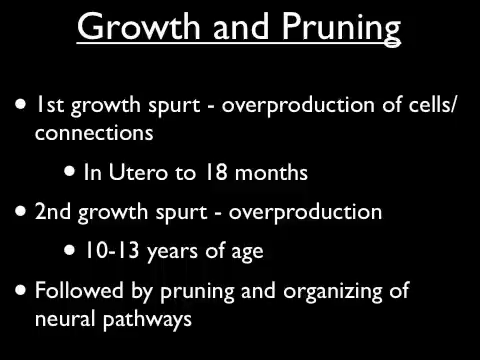 Growth and Pruning
• 1st growth spurt - overproduction of cells/
connections
• In Utero to 18 months
• 2nd growth spurt - overproduction
• 10-13 years of age
• Followed by pruning and organizing of
neural pathways